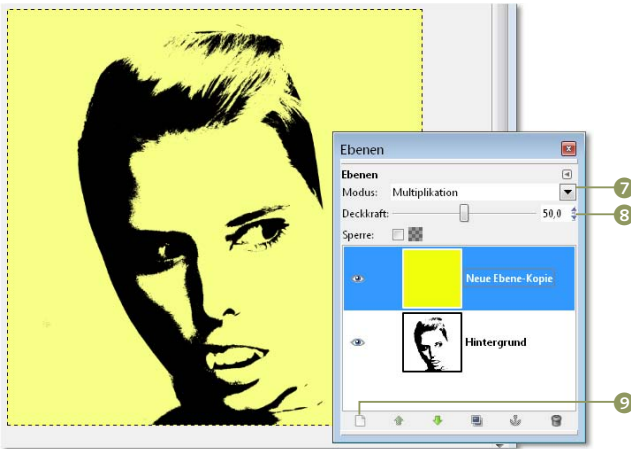 Ebenen
Ebenen
Modus: Multiplikation
7
Deckkraft: 50,0
8
Sperre:
Neue Ebene-Kopie
Hintergrund
9